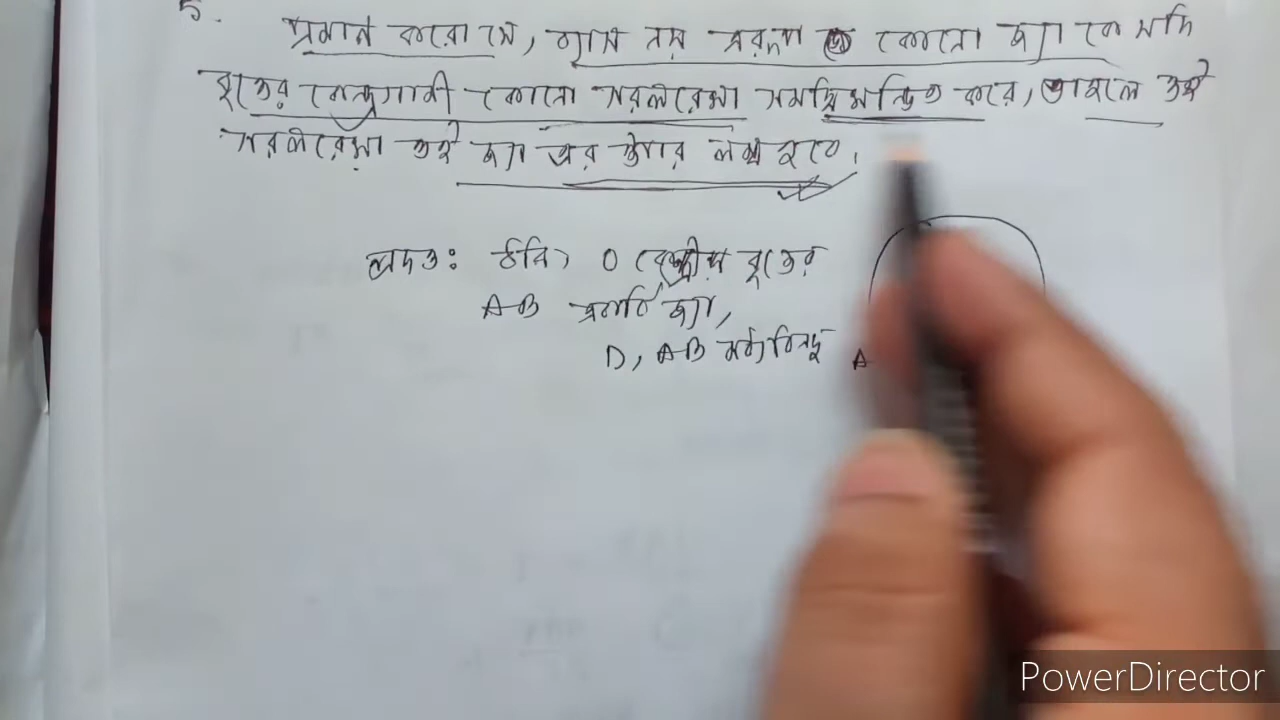 5.
প্রমান করো যে, ব্যাস নয় এরূপ কোনো জ্যা কে যদি
বৃত্তের কেন্দ্রগামী কোনো সরলরেখা সমদ্বিখন্ডিত করে, তাহলে ওই
সরলরেখা ওই জ্যা এর উপর লম্ব হবে।
প্রদত্ত: ধরি, O কেন্দ্রীয় বৃত্তের
AB একটি জ্যা,
D, AB মধ্যবিন্দু
A
PowerDirector